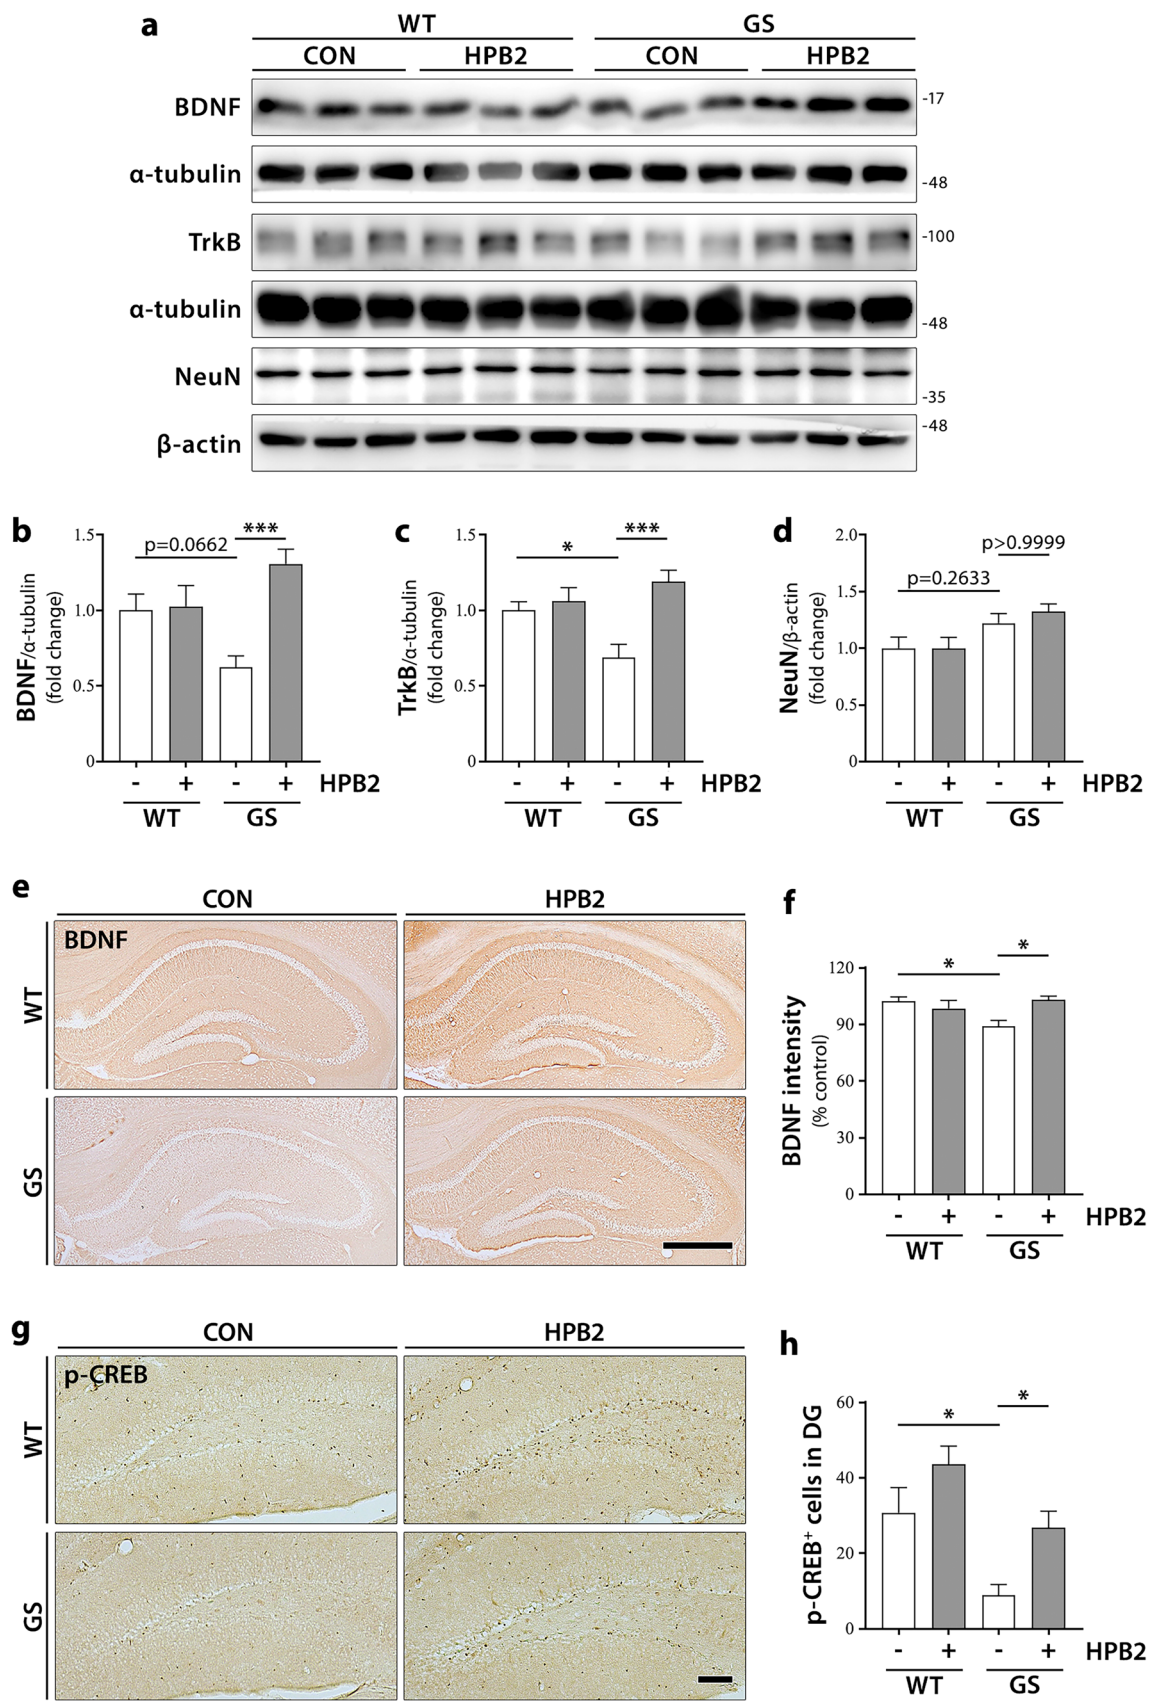 a
WT GS
CON HPB2 CON HPB2
BDNF -17
α-tubulin -48
TrkB -100
α-tubulin -48
NeuN -35
β-actin -48
b
BDNF/α-tubulin
(fold change)
1.5
1.0
0.5
0
p=0.0662 ***
- + - + HPB2
WT GS
c
TrkB/α-tubulin
(fold change)
1.5
1.0
0.5
0
* ***
- + - + HPB2
WT GS
d
NeuN/β-actin
(fold change)
2.0
1.5
1.0
0.5
0
p=0.2633 p>0.9999
- + - + HPB2
WT GS
e
CON HPB2
BDNF
WT
GS
f
BDNF intensity
(% control)
120
90
60
30
0
* *
- + - + HPB2
WT GS
g
CON HPB2
p-CREB
WT
GS
h
p-CREB⁺ cells in DG
60
40
20
0
* *
- + - + HPB2
WT GS